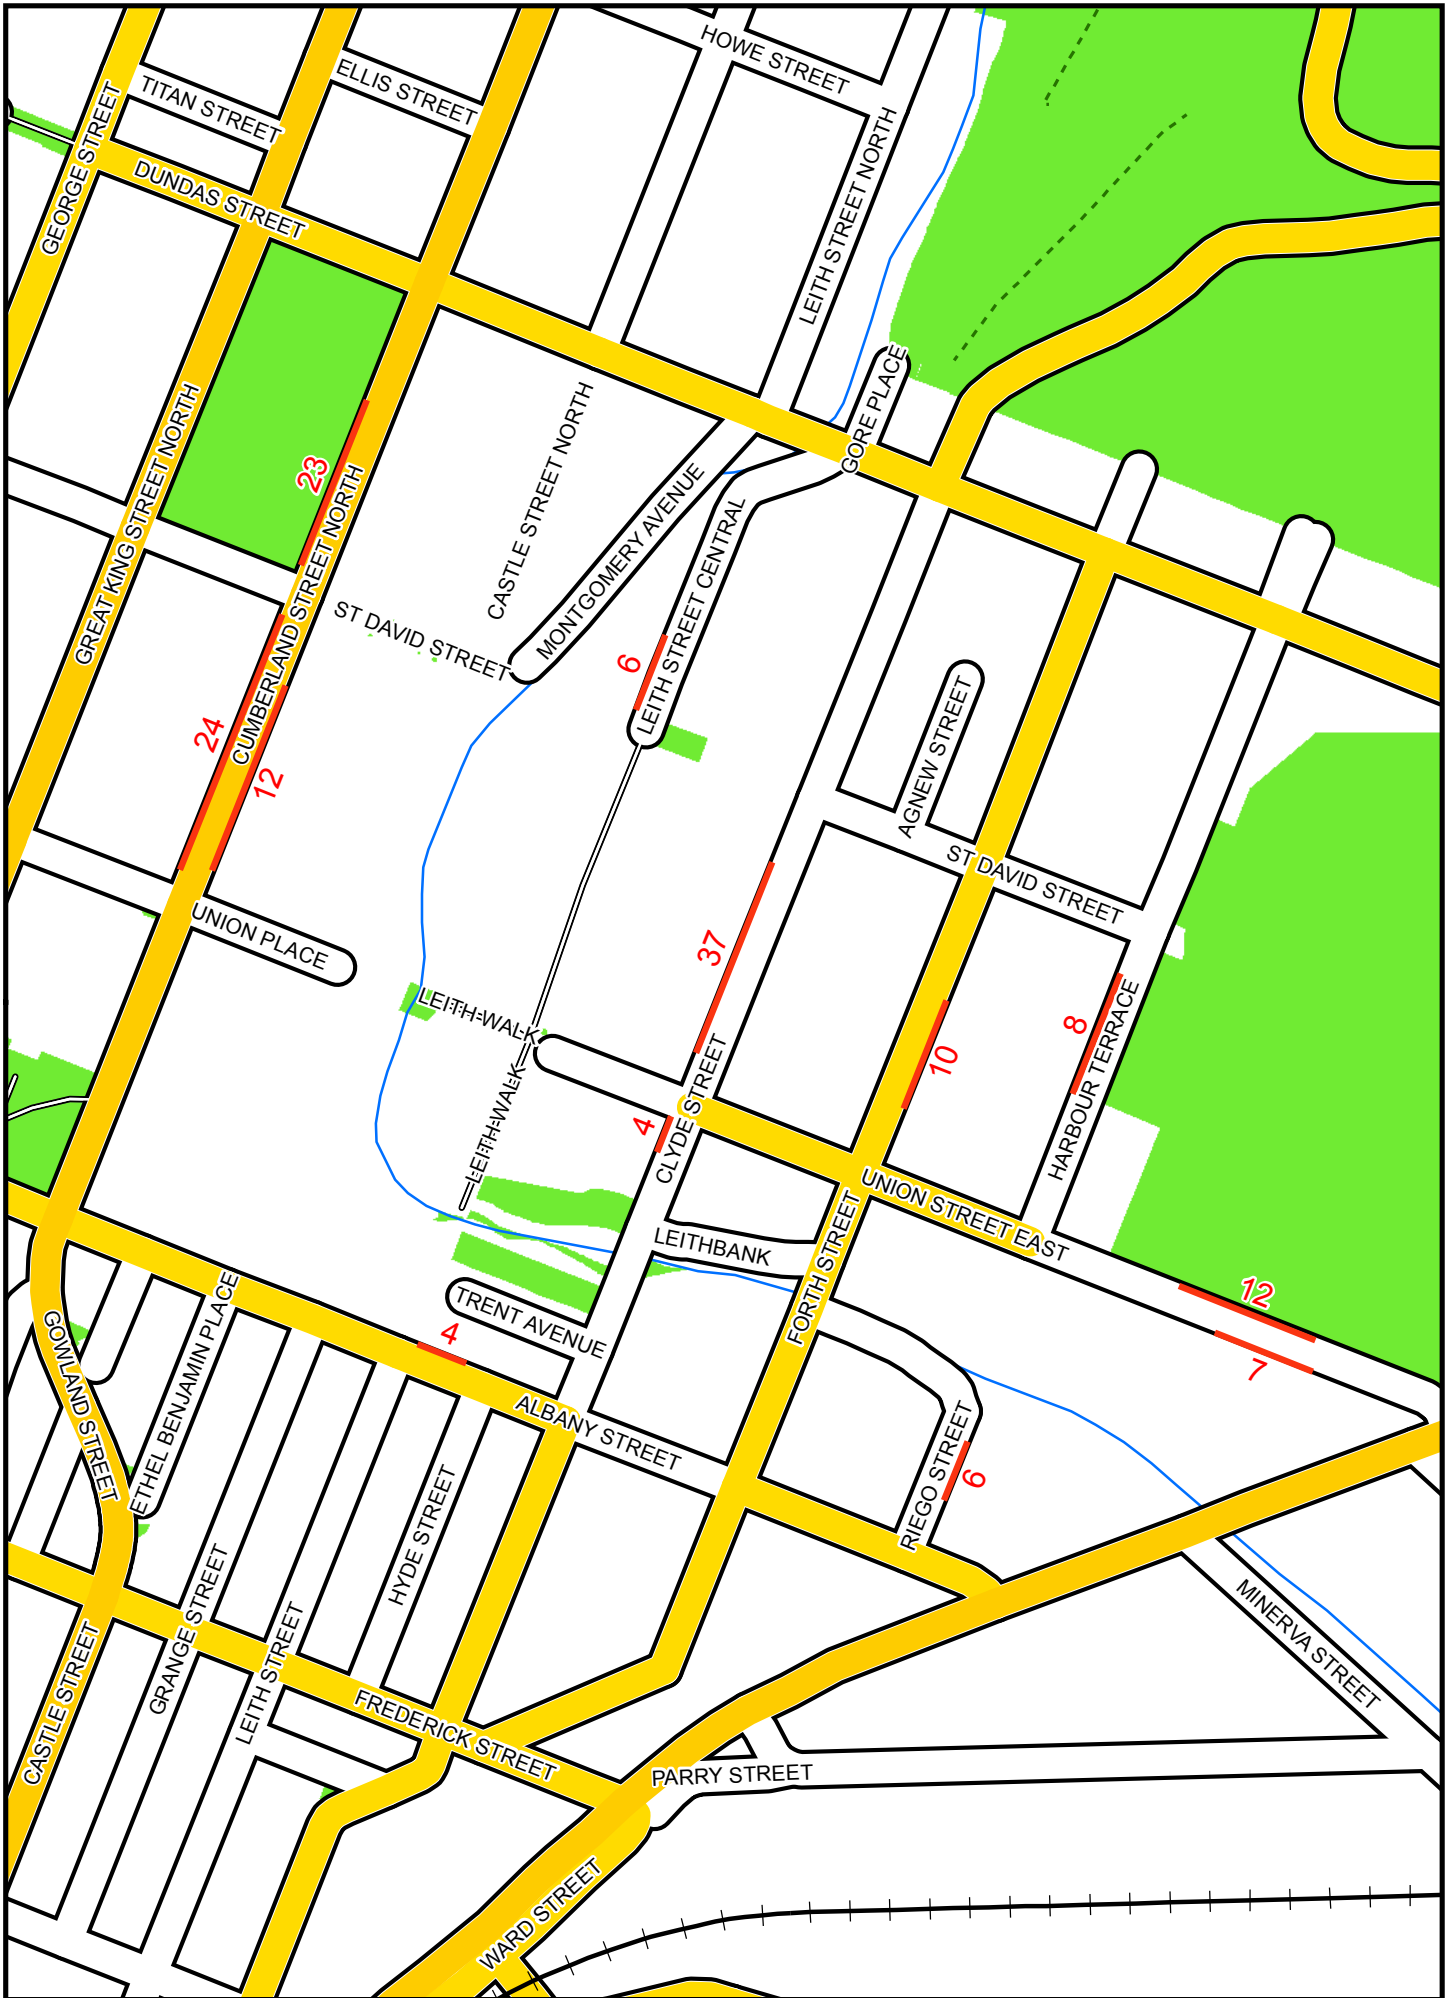 HOWE STREET
ELLIS STREET
TITAN STREET
GEORGE STREET
DUNDAS STREET
LEITH STREET NORTH
GORE PLACE
GREAT KING STREET NORTH
23
CASTLE STREET NORTH
MONTGOMERY AVENUE
CUMBERLAND STREET NORTH
LEITH STREET CENTRAL
ST DAVID STREET
6
24
12
AGNEW STREET
ST DAVID STREET
UNION PLACE
37
LEITH WALK
8
10
HARBOUR TERRACE
LEITH WALK
4
CLYDE STREET
UNION STREET EAST
LEITHBANK
FORTH STREET
12
7
TRENT AVENUE
4
GOWLAND STREET
ETHEL BENJAMIN PLACE
ALBANY STREET
RIEGO STREET
6
HYDE STREET
GRANGE STREET
LEITH STREET
CASTLE STREET
MINERVA STREET
FREDERICK STREET
PARRY STREET
WARD STREET